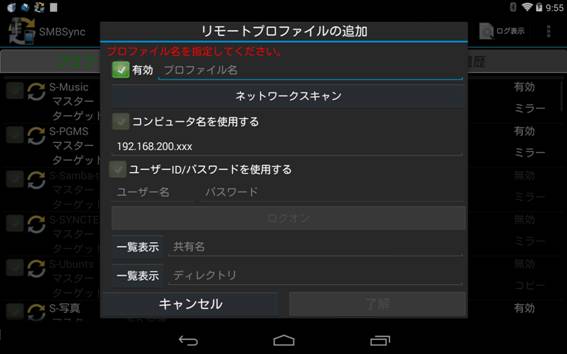 9:55
SMBSync
ログ表示
リモートプロファイルの追加
プロファイル名を指定してください。
有効 プロファイル名
ネットワークスキャン
コンピュータ名を使用する
192.168.200.xxx
ユーザーID/パスワードを使用する
ユーザー名 パスワード
ログオン
一覧表示 共有名
一覧表示 ディレクトリ
キャンセル 了解
S-Music 有効
マスター ミラー
ターゲット
S-PGMS 有効
マスター ミラー
ターゲット
S-Samba- 無効
マスター ミラー
ターゲット
S-SYNCTE 無効
マスター ミラー
ターゲット
S-Ubunts 無効
マスター コピー
ターゲット
S-写真 有効
マスター